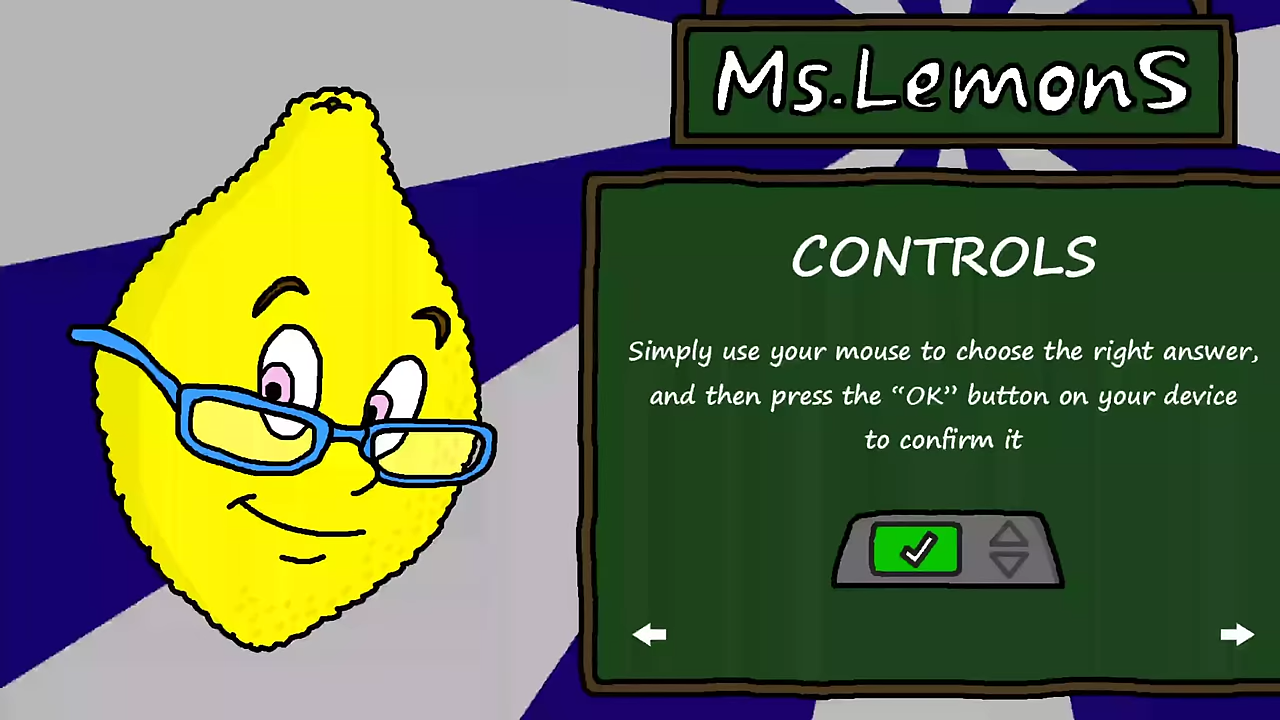 Ms.LemonS
CONTROLS
Simply use your mouse to choose the right answer,
and then press the “OK” button on your device
to confirm it